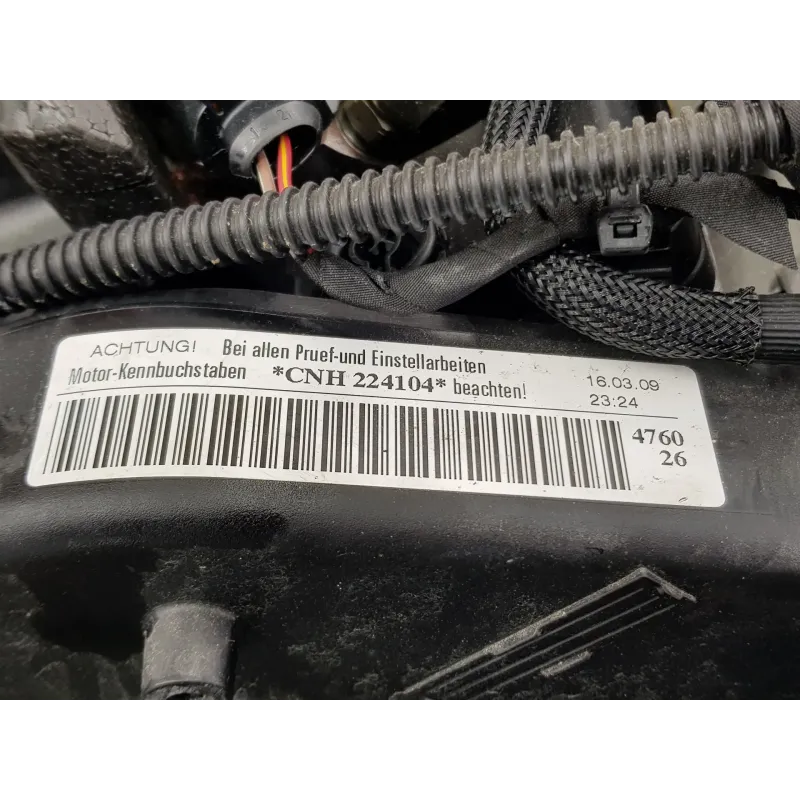 ACHTUNG! Bei allen Pruef-und Einstellarbeiten
Motor-Kennbuchstaben *CNH 224104* beachten!
16.03.09
23:24
4760
26